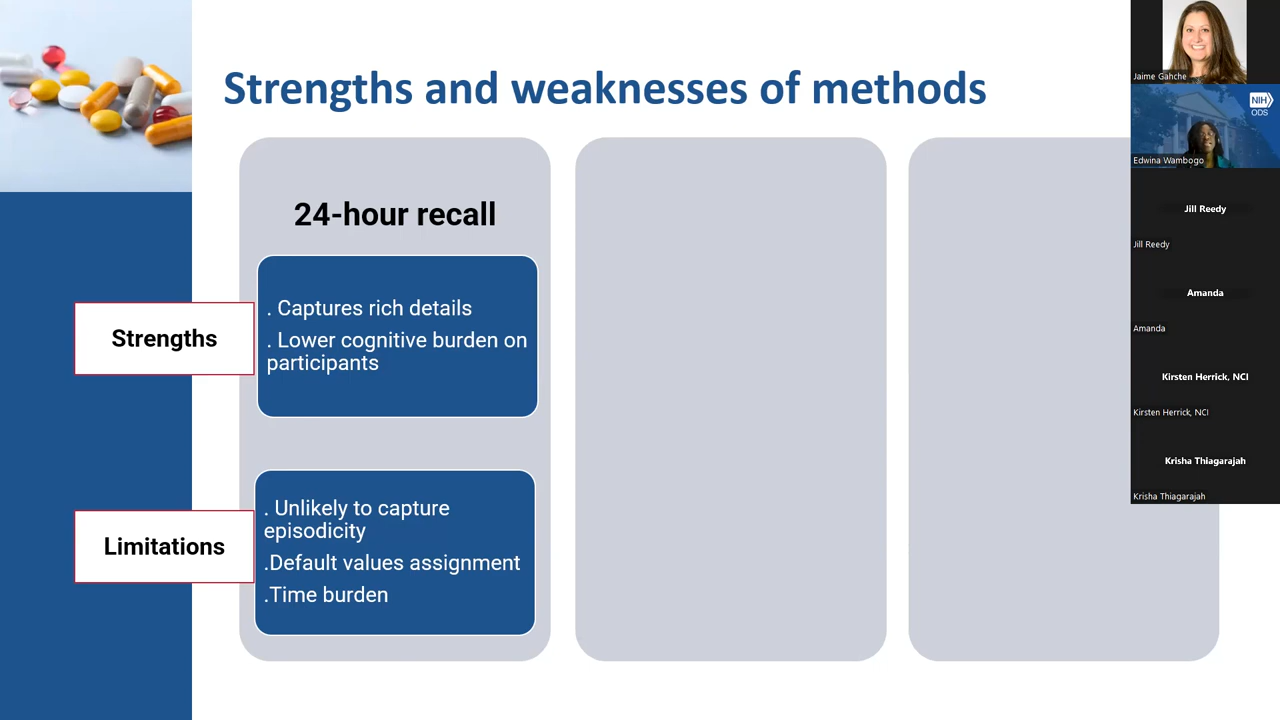 Strengths and weaknesses of methods
24-hour recall
Strengths
. Captures rich details
. Lower cognitive burden on
participants
Limitations
. Unlikely to capture
episodicity
.Default values assignment
.Time burden
Jaime Gahche
NIH
ODS
Edwina Wambogo
Jill Reedy
Jill Reedy
Amanda
Amanda
Kirsten Herrick, NCI
Kirsten Herrick, NCI
Krisha Thiagarajah
Krisha Thiagarajah